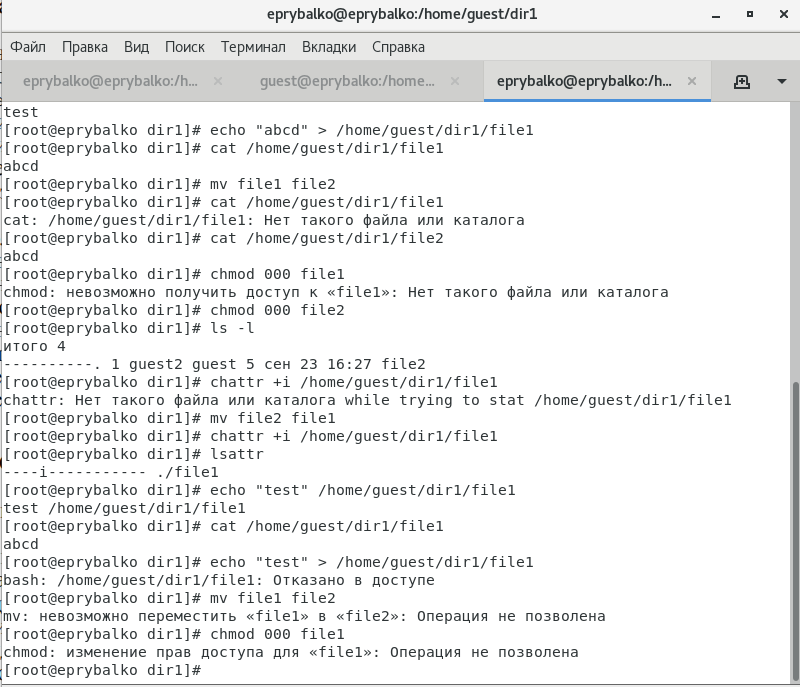 eprybalko@eprybalko:/home/guest/dir1
Файл Правка Вид Поиск Терминал Вкладки Справка
eprybalko@eprybalko:/h... guest@eprybalko:/home... eprybalko@eprybalko:/h...
test
[root@eprybalko dir1]# echo "abcd" > /home/guest/dir1/file1
[root@eprybalko dir1]# cat /home/guest/dir1/file1
abcd
[root@eprybalko dir1]# mv file1 file2
[root@eprybalko dir1]# cat /home/guest/dir1/file1
cat: /home/guest/dir1/file1: Нет такого файла или каталога
[root@eprybalko dir1]# cat /home/guest/dir1/file2
abcd
[root@eprybalko dir1]# chmod 000 file1
chmod: невозможно получить доступ к «file1»: Нет такого файла или каталога
[root@eprybalko dir1]# chmod 000 file2
[root@eprybalko dir1]# ls -l
итого 4
----------. 1 guest2 guest 5 сен 23 16:27 file2
[root@eprybalko dir1]# chattr +i /home/guest/dir1/file1
chattr: Нет такого файла или каталога while trying to stat /home/guest/dir1/file1
[root@eprybalko dir1]# mv file2 file1
[root@eprybalko dir1]# chattr +i /home/guest/dir1/file1
[root@eprybalko dir1]# lsattr
----i----------- ./file1
[root@eprybalko dir1]# echo "test" /home/guest/dir1/file1
test /home/guest/dir1/file1
[root@eprybalko dir1]# cat /home/guest/dir1/file1
abcd
[root@eprybalko dir1]# echo "test" > /home/guest/dir1/file1
bash: /home/guest/dir1/file1: Отказано в доступе
[root@eprybalko dir1]# mv file1 file2
mv: невозможно переместить «file1» в «file2»: Операция не позволена
[root@eprybalko dir1]# chmod 000 file1
chmod: изменение прав доступа для «file1»: Операция не позволена
[root@eprybalko dir1]#